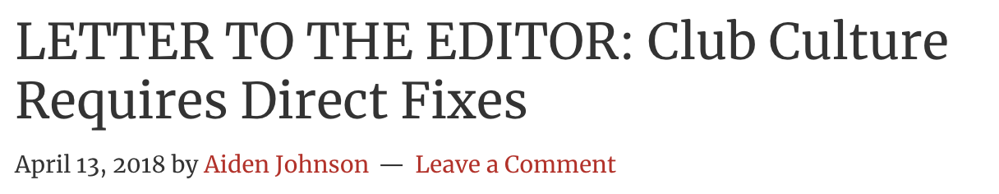 LETTER TO THE EDITOR: Club Culture
Requires Direct Fixes
April 13, 2018 by Aiden Johnson — Leave a Comment